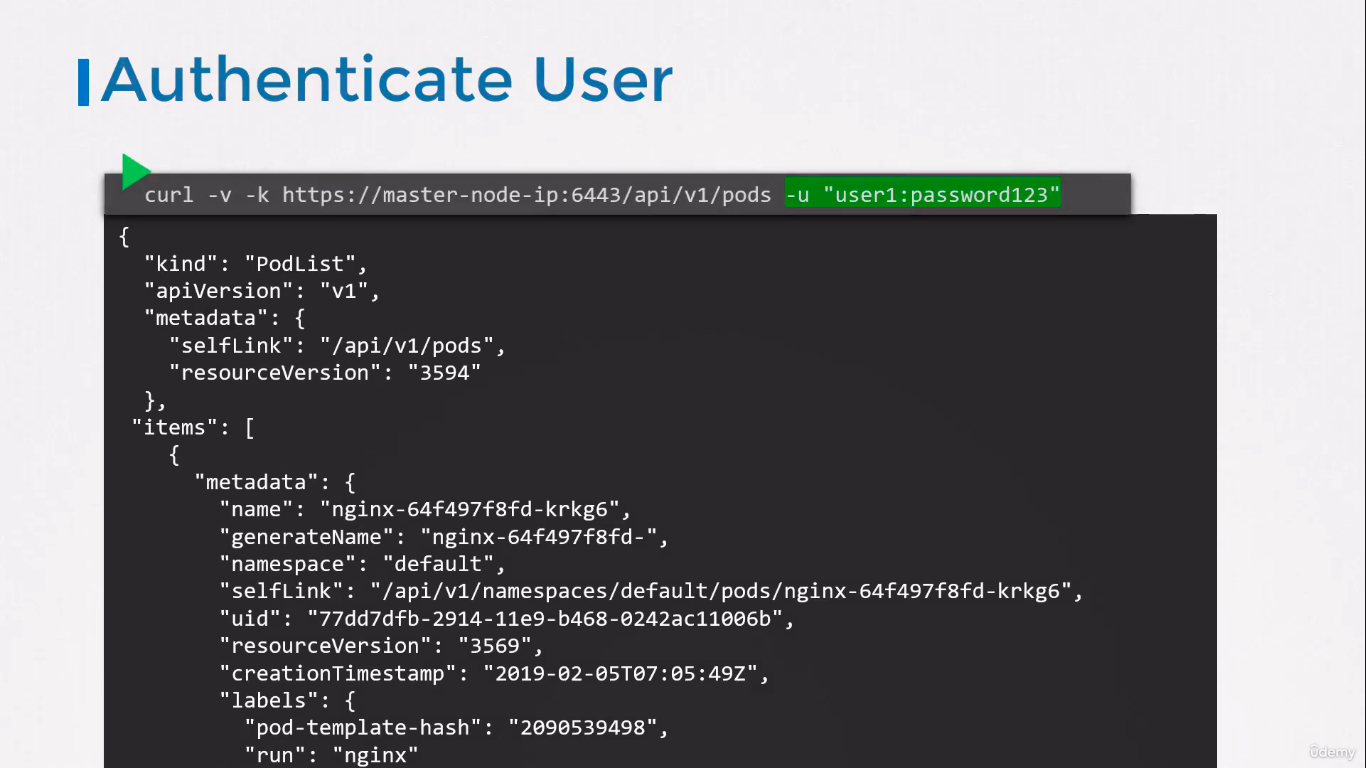 Authenticate User
curl -v -k https://master-node-ip:6443/api/v1/pods -u "user1:password123"
{
"kind": "PodList",
"apiVersion": "v1",
"metadata": {
"selfLink": "/api/v1/pods",
"resourceVersion": "3594"
},
"items": [
{
"metadata": {
"name": "nginx-64f497f8fd-krkg6",
"generateName": "nginx-64f497f8fd-",
"namespace": "default",
"selfLink": "/api/v1/namespaces/default/pods/nginx-64f497f8fd-krkg6",
"uid": "77dd7dfb-2914-11e9-b468-0242ac11006b",
"resourceVersion": "3569",
"creationTimestamp": "2019-02-05T07:05:49Z",
"labels": {
"pod-template-hash": "2090539498",
"run": "nginx"
ûdemy